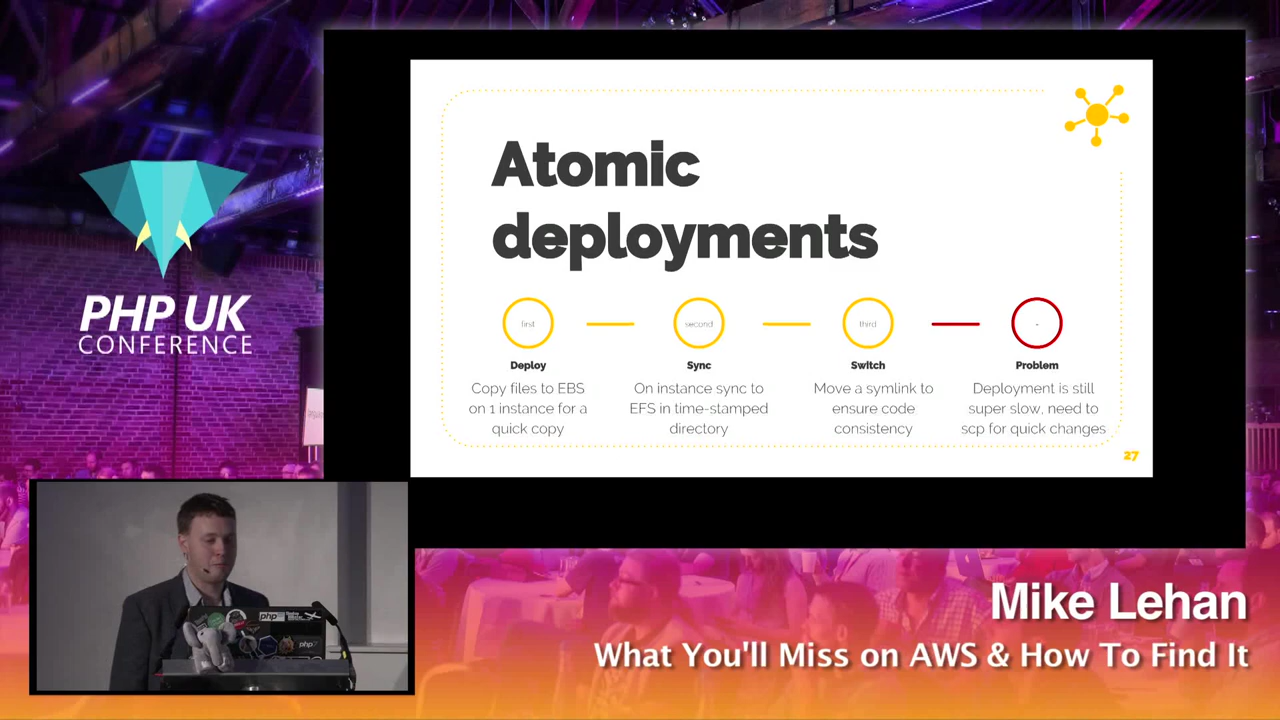 PHP UK
CONFERENCE
Atomic
deployments
first
second
third
-
Deploy
Copy files to EBS
on 1 instance for a
quick copy
Sync
On instance sync to
EFS in time-stamped
directory
Switch
Move a symlink to
ensure code
consistency
Problem
Deployment is still
super slow, need to
scp for quick changes
27
php
php
Mike Lehan
What You'll Miss on AWS & How To Find It